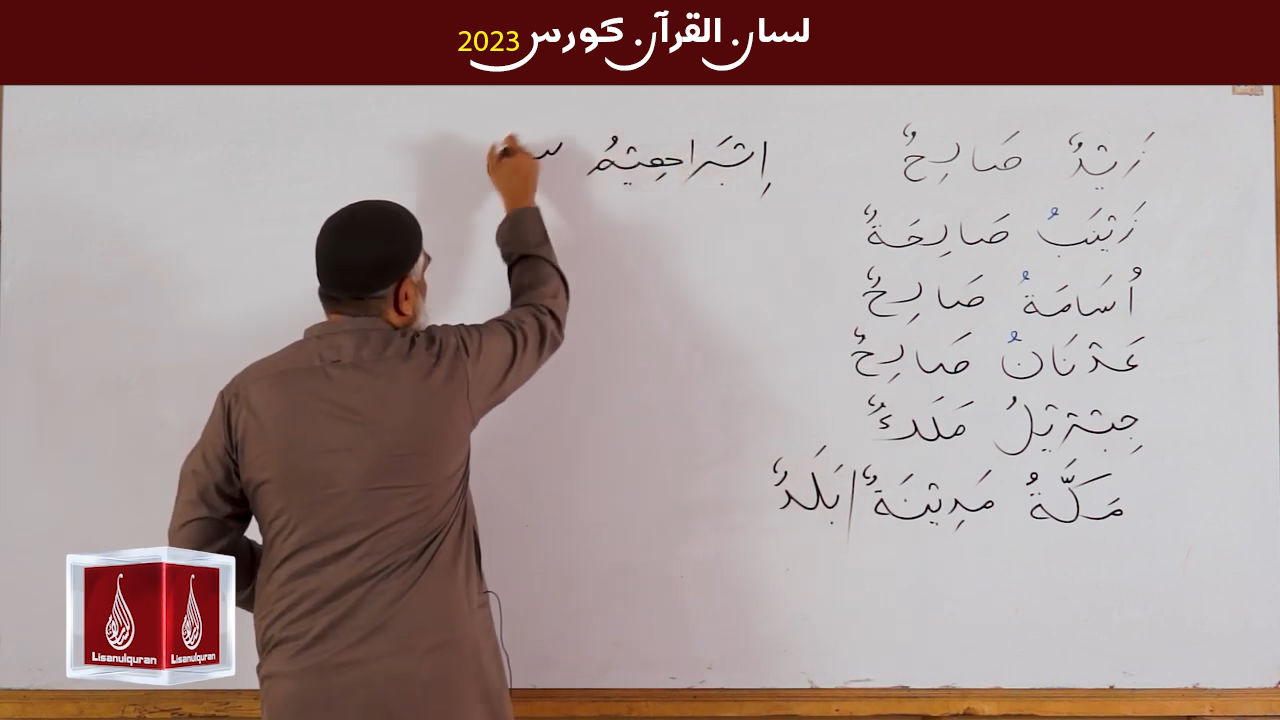 لسان القرآن کورس 2023
زَيْدٌ صَالِحٌ
اِبْرَاهِيْمُ
زَيْنَبُ صَالِحَةٌ
اُسَامَةُ صَالِحٌ
عَدْنَانُ صَالِحٌ
جِبْرِيْلُ مَلَكٌ
مَكَّةُ مَدِيْنَةٌ / بَلَدٌ
Lisanulquran
Lisanulquran